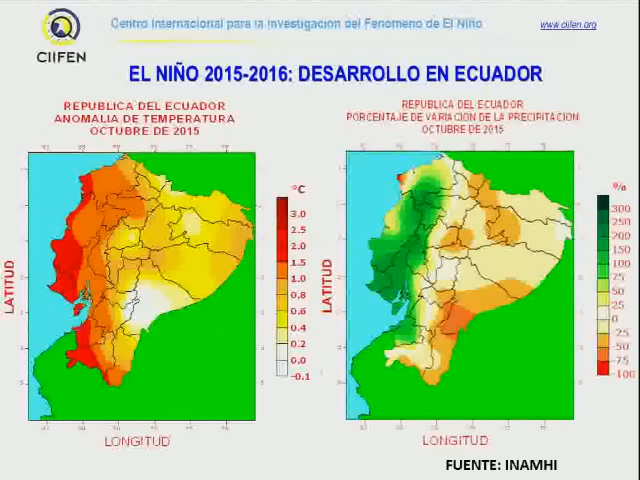 CIIFEN
Centro Internacional para la Investigación del Fenómeno de El Niño
www.ciifen.org
EL NIÑO 2015-2016: DESARROLLO EN ECUADOR
REPUBLICA DEL ECUADOR
ANOMALIA DE TEMPERATURA
OCTUBRE DE 2015
REPUBLICA DEL ECUADOR
PORCENTAJE DE VARIACION DE LA PRECIPITACION
OCTUBRE DE 2015
°C
3.0
2.5
2.0
1.5
1.0
0.8
0.6
0.4
0.2
0.0
-0.1
%
300
250
200
150
100
75
50
25
0
25
50
-75
-100
LATITUD
LATITUD
LONGITUD
LONGITUD
FUENTE: INAMHI